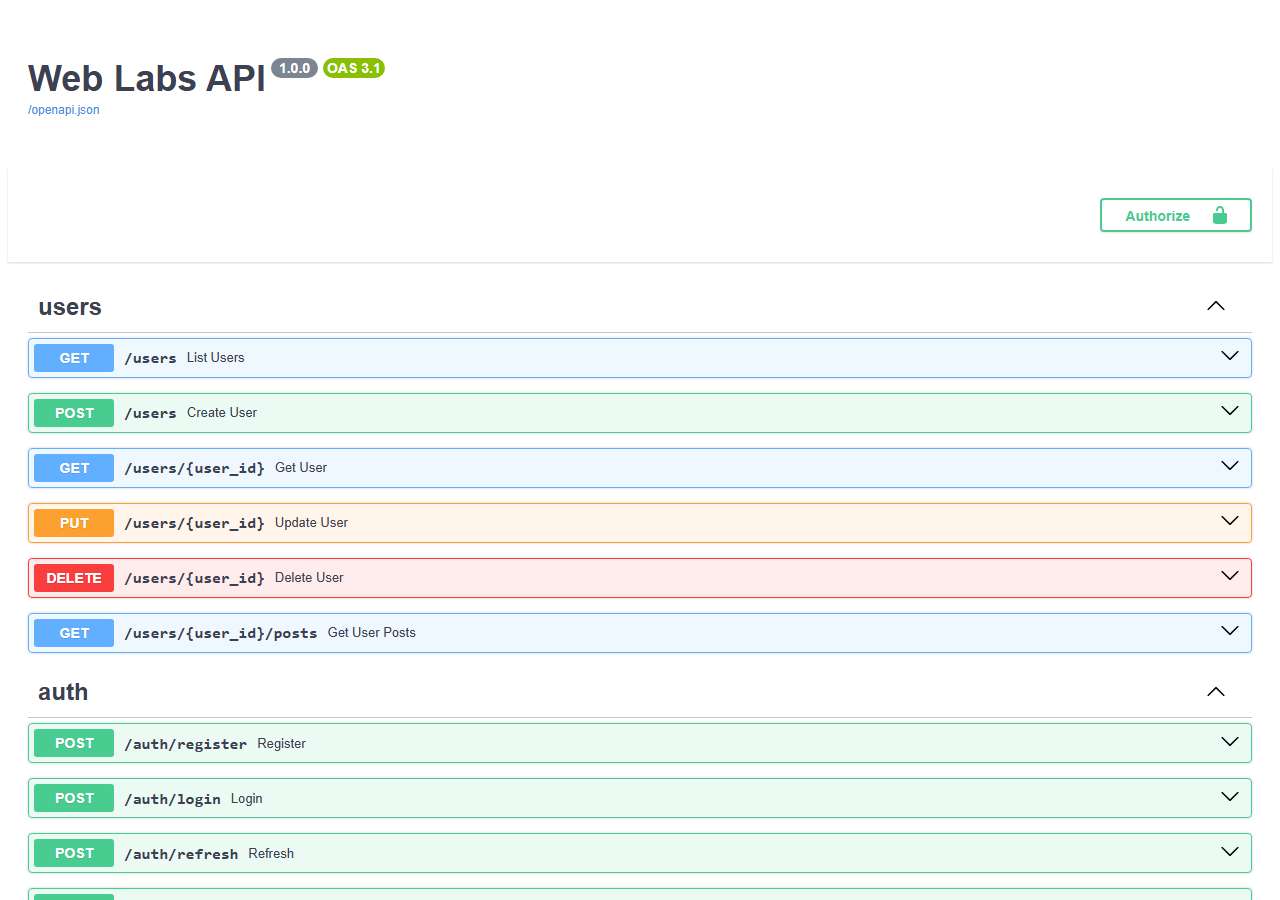 Web Labs API 1.0.0 OAS 3.1
/openapi.json
Authorize
users
GET /users List Users
POST /users Create User
GET /users/{user_id} Get User
PUT /users/{user_id} Update User
DELETE /users/{user_id} Delete User
GET /users/{user_id}/posts Get User Posts
auth
POST /auth/register Register
POST /auth/login Login
POST /auth/refresh Refresh